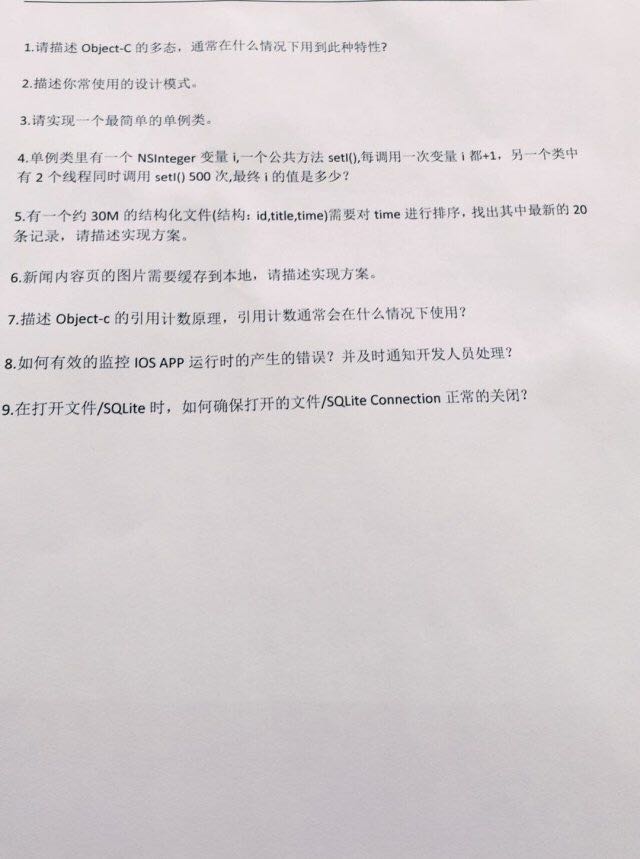 1.请描述 Object-C 的多态，通常在什么情况下用到此种特性?
2.描述你常使用的设计模式。
3.请实现一个最简单的单例类。
4.单例类里有一个 NSInteger 变量 i,一个公共方法 setI(),每调用一次变量 i 都+1，另一个类中
有 2 个线程同时调用 setI() 500 次,最终 i 的值是多少？
5.有一个约 30M 的结构化文件(结构：id,title,time)需要对 time 进行排序，找出其中最新的 20
条记录，请描述实现方案。
6.新闻内容页的图片需要缓存到本地，请描述实现方案。
7.描述 Object-c 的引用计数原理，引用计数通常会在什么情况下使用？
8.如何有效的监控 IOS APP 运行时的产生的错误？并及时通知开发人员处理？
9.在打开文件/SQLite 时，如何确保打开的文件/SQLite Connection 正常的关闭？